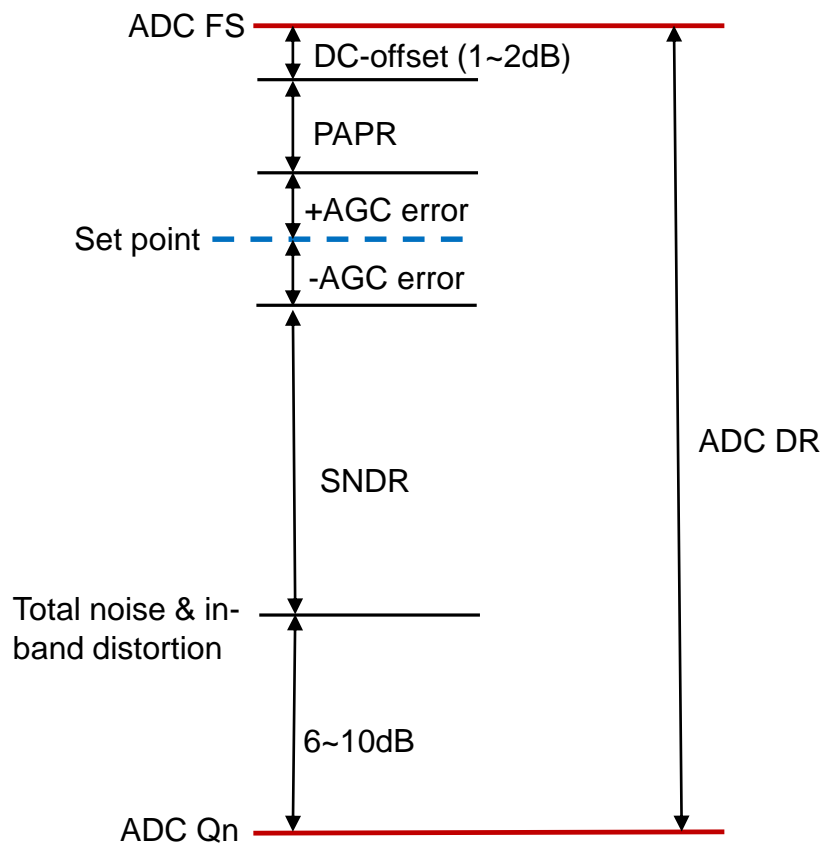 ADC FS
DC-offset (1~2dB)
PAPR
+AGC error
Set point
-AGC error
ADC DR
SNDR
Total noise & in-
band distortion
6~10dB
ADC Qn